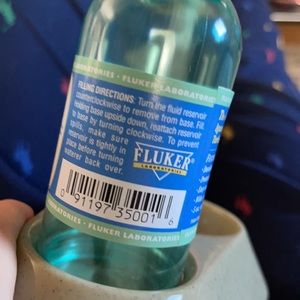 LABORATORIES • FLUKER LABORATORIES
FILLING DIRECTIONS: Turn the fluid reservoir
counterclockwise to remove from base. Fill,
holding base upside down, reattach reservoir
to base by turning clockwise. To prevent
spills, make sure
reservoir is tightly in
place before turning
waterer back over.
FLUKER
LABORATORIES
0 91197 35001 6
LABORATORIES • FLUKER LABORATORIES